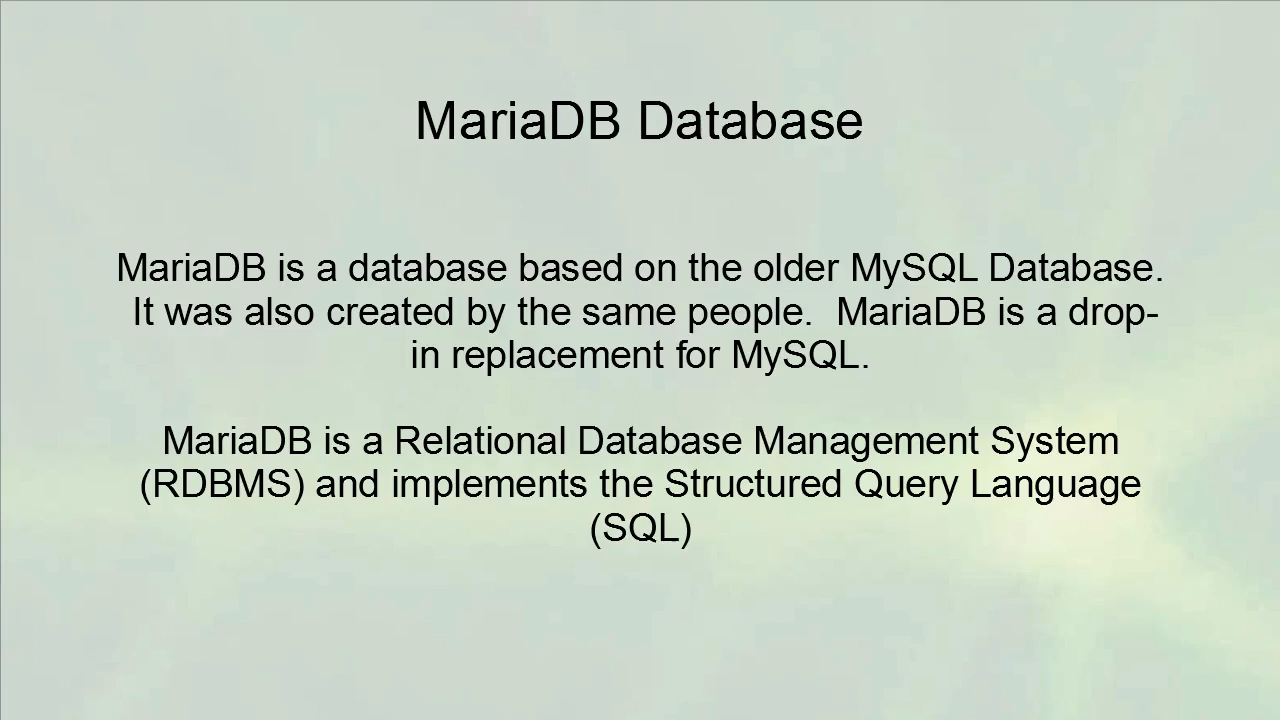 MariaDB Database
MariaDB is a database based on the older MySQL Database.
It was also created by the same people.  MariaDB is a drop-
in replacement for MySQL.
MariaDB is a Relational Database Management System
(RDBMS) and implements the Structured Query Language
(SQL)